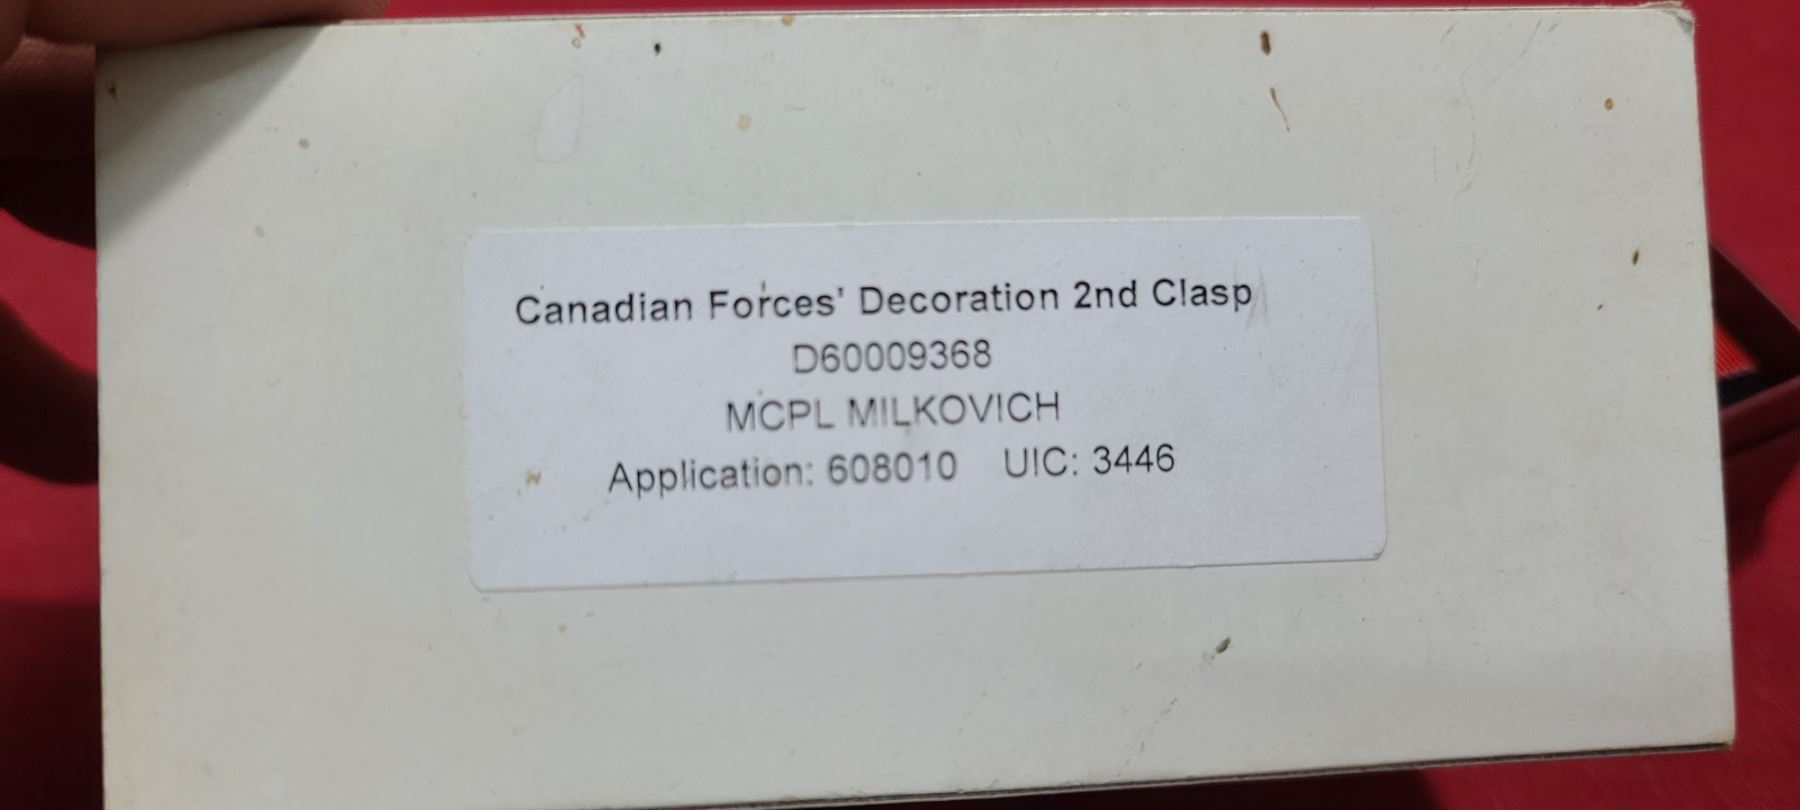 Canadian Forces' Decoration 2nd Clasp
D60009368
MCPL MILKOVICH
Application: 608010 UIC: 3446